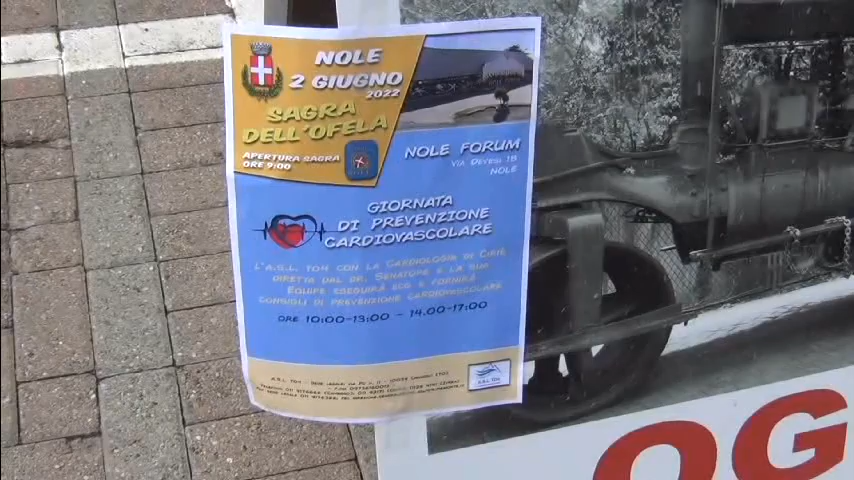 NOLE
2 GIUGNO
2022
SAGRA
DELL'OFELA
APERTURA SAGRA
ORE 9:00
NOLE FORUM
VIA DEVESI 18
NOLE
GIORNATA
DI PREVENZIONE
CARDIOVASCOLARE
L'A.S.L. TO4 CON LA CARDIOLOGIA DI CIRIÈ
DIRETTA DAL DR. SENATORE E LA SUA
EQUIPE ESEGUIRÀ ECG E FORNIRÀ
CONSIGLI DI PREVENZIONE CARDIOVASCOLARE
ORE 10:00-13:00 - 14.00-17:00
A.S.L. TO4
OG